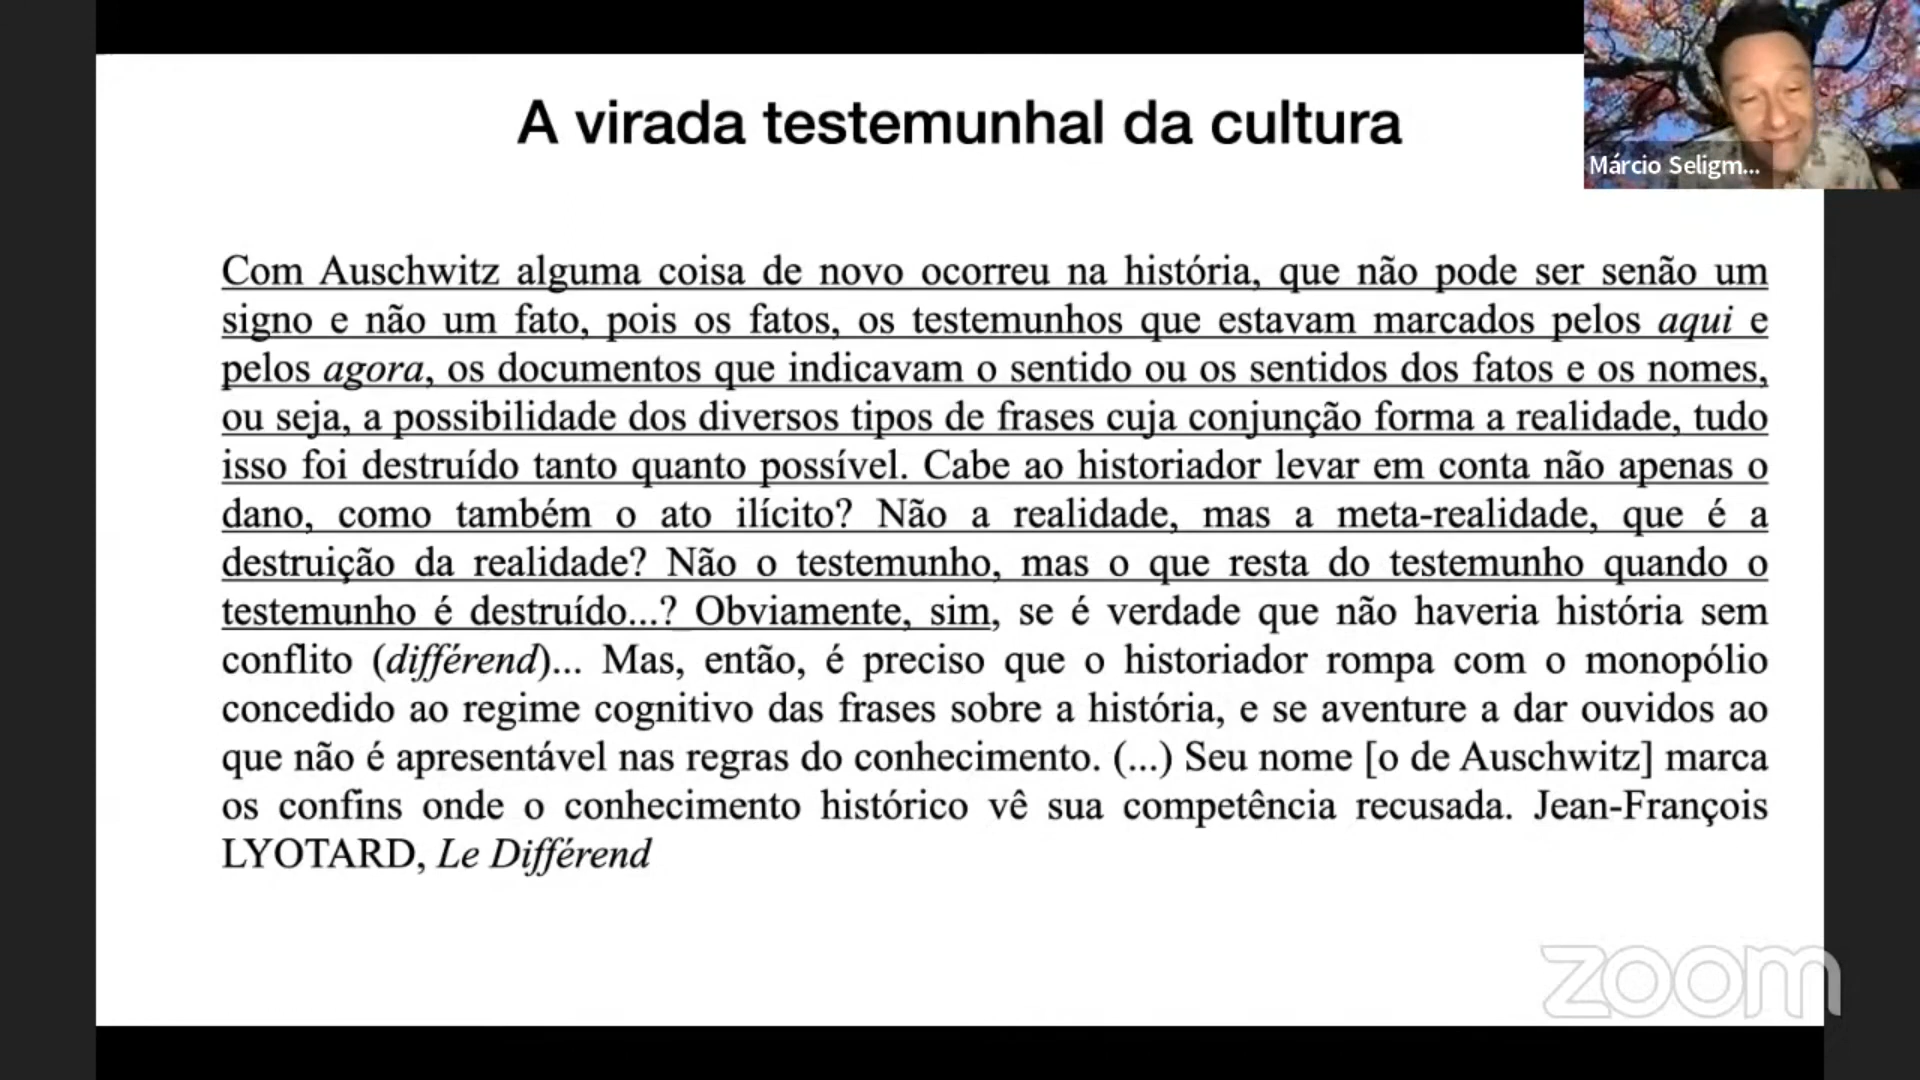 A virada testemunhal da cultura
Márcio Seligm...
Com Auschwitz alguma coisa de novo ocorreu na história, que não pode ser senão um
signo e não um fato, pois os fatos, os testemunhos que estavam marcados pelos aqui e
pelos agora, os documentos que indicavam o sentido ou os sentidos dos fatos e os nomes,
ou seja, a possibilidade dos diversos tipos de frases cuja conjunção forma a realidade, tudo
isso foi destruído tanto quanto possível. Cabe ao historiador levar em conta não apenas o
dano, como também o ato ilícito? Não a realidade, mas a meta-realidade, que é a
destruição da realidade? Não o testemunho, mas o que resta do testemunho quando o
testemunho é destruído...? Obviamente, sim, se é verdade que não haveria história sem
conflito (différend)... Mas, então, é preciso que o historiador rompa com o monopólio
concedido ao regime cognitivo das frases sobre a história, e se aventure a dar ouvidos ao
que não é apresentável nas regras do conhecimento. (...) Seu nome [o de Auschwitz] marca
os confins onde o conhecimento histórico vê sua competência recusada. Jean-François
LYOTARD, Le Différend
zoom